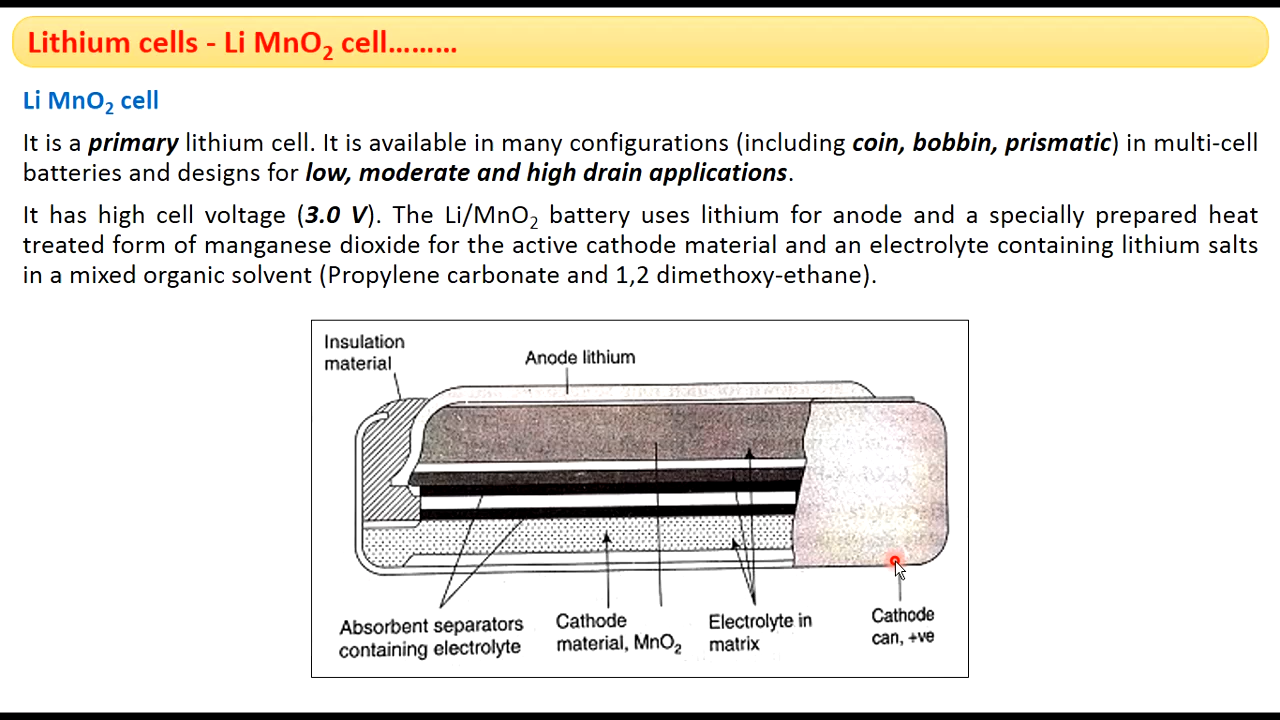 Lithium cells - Li MnO₂ cell.........
Li MnO₂ cell
It is a primary lithium cell. It is available in many configurations (including coin, bobbin, prismatic) in multi-cell
batteries and designs for low, moderate and high drain applications.
It has high cell voltage (3.0 V). The Li/MnO₂ battery uses lithium for anode and a specially prepared heat
treated form of manganese dioxide for the active cathode material and an electrolyte containing lithium salts
in a mixed organic solvent (Propylene carbonate and 1,2 dimethoxy-ethane).
Insulation
material
Anode lithium
Absorbent separators
containing electrolyte
Cathode
material, MnO₂
Electrolyte in
matrix
Cathode
can, +ve